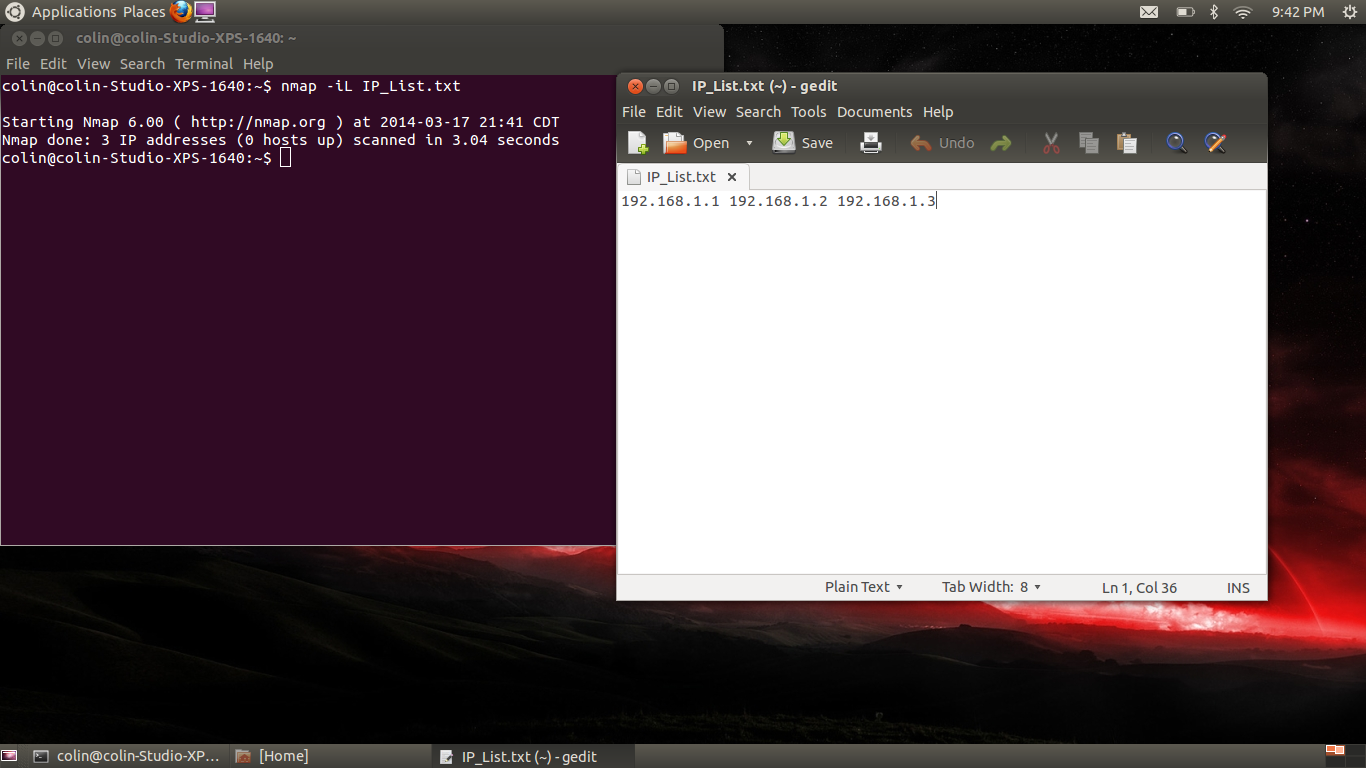 Applications Places
9:42 PM
colin@colin-Studio-XPS-1640: ~
File Edit View Search Terminal Help
colin@colin-Studio-XPS-1640:~$ nmap -iL IP_List.txt
Starting Nmap 6.00 ( http://nmap.org ) at 2014-03-17 21:41 CDT
Nmap done: 3 IP addresses (0 hosts up) scanned in 3.04 seconds
colin@colin-Studio-XPS-1640:~$
IP_List.txt (~) - gedit
File Edit View Search Tools Documents Help
Open Save Undo
IP_List.txt
192.168.1.1 192.168.1.2 192.168.1.3
Plain Text Tab Width: 8 Ln 1, Col 36 INS
colin@colin-Studio-XP... [Home] IP_List.txt (~) - gedit